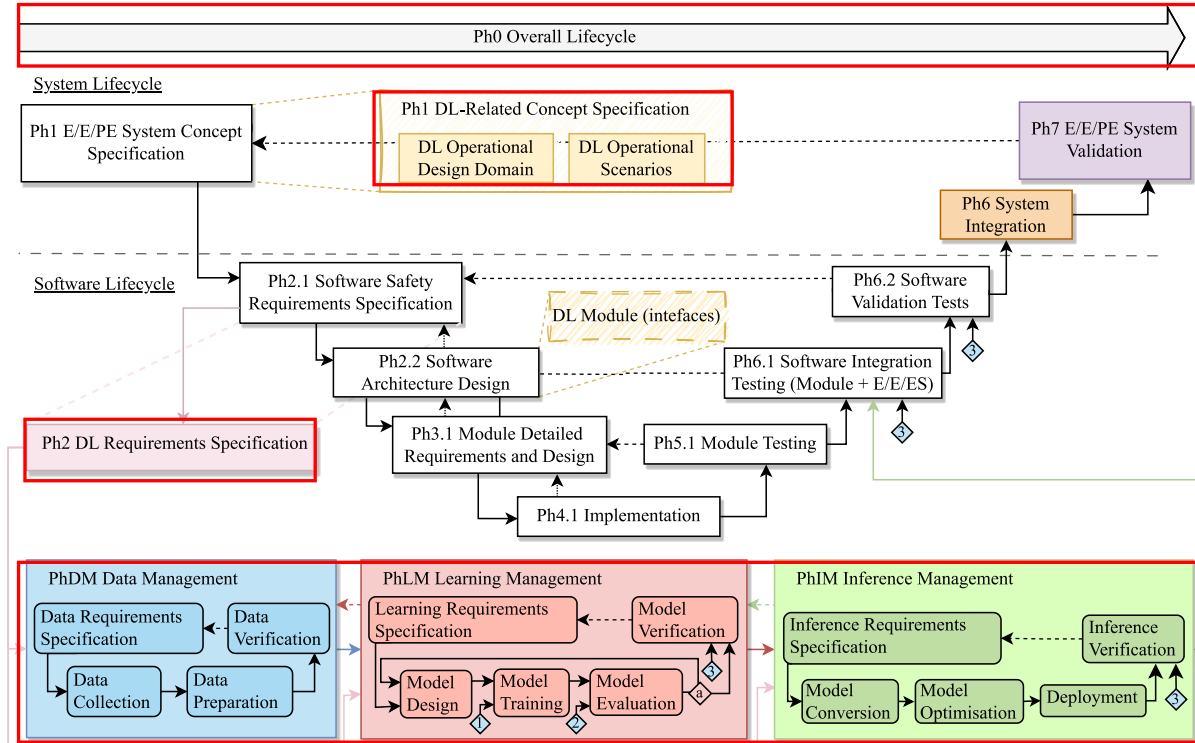 Ph0 Overall Lifecycle
System Lifecycle
Ph1 E/E/PE System Concept
Specification
Ph1 DL-Related Concept Specification
DL Operational
Design Domain
DL Operational
Scenarios
Ph7 E/E/PE System
Validation
Ph6 System
Integration
Software Lifecycle
Ph2.1 Software Safety
Requirements Specification
Ph6.2 Software
Validation Tests
DL Module (intefaces)
3
Ph2.2 Software
Architecture Design
Ph6.1 Software Integration
Testing (Module + E/E/ES)
3
Ph2 DL Requirements Specification
Ph3.1 Module Detailed
Requirements and Design
Ph5.1 Module Testing
Ph4.1 Implementation
PhDM Data Management
Data Requirements
Specification
Data
Verification
Data
Collection
Data
Preparation
PhLM Learning Management
Learning Requirements
Specification
Model
Verification
3
Model
Design
Model
Training
Model
Evaluation
a
1
2
PhIM Inference Management
Inference Requirements
Specification
Inference
Verification
Model
Conversion
Model
Optimisation
Deployment
3